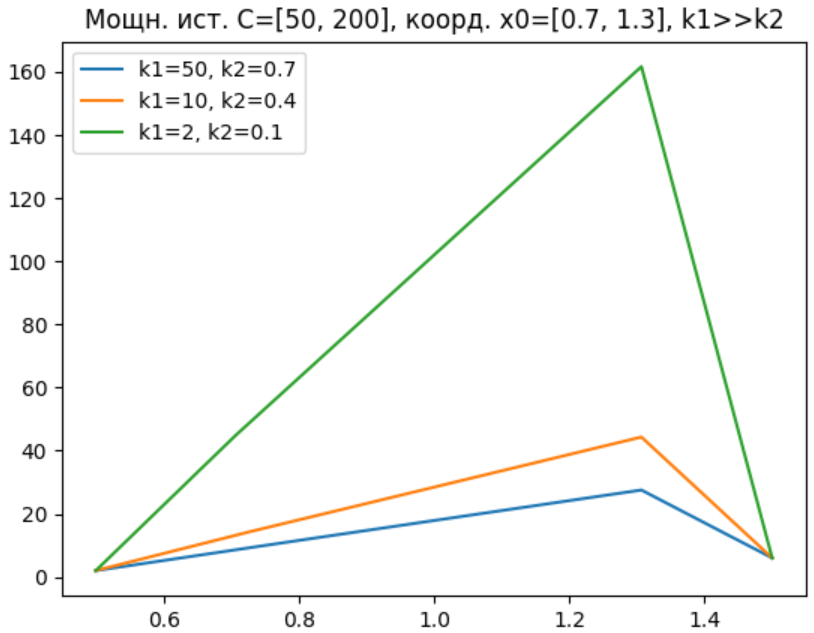 Мощн. ист. C=[50, 200], коорд. x0=[0.7, 1.3], k1>>k2
k1=50, k2=0.7
k1=10, k2=0.4
k1=2, k2=0.1
160
140
120
100
80
60
40
20
0
0.6 0.8 1.0 1.2 1.4